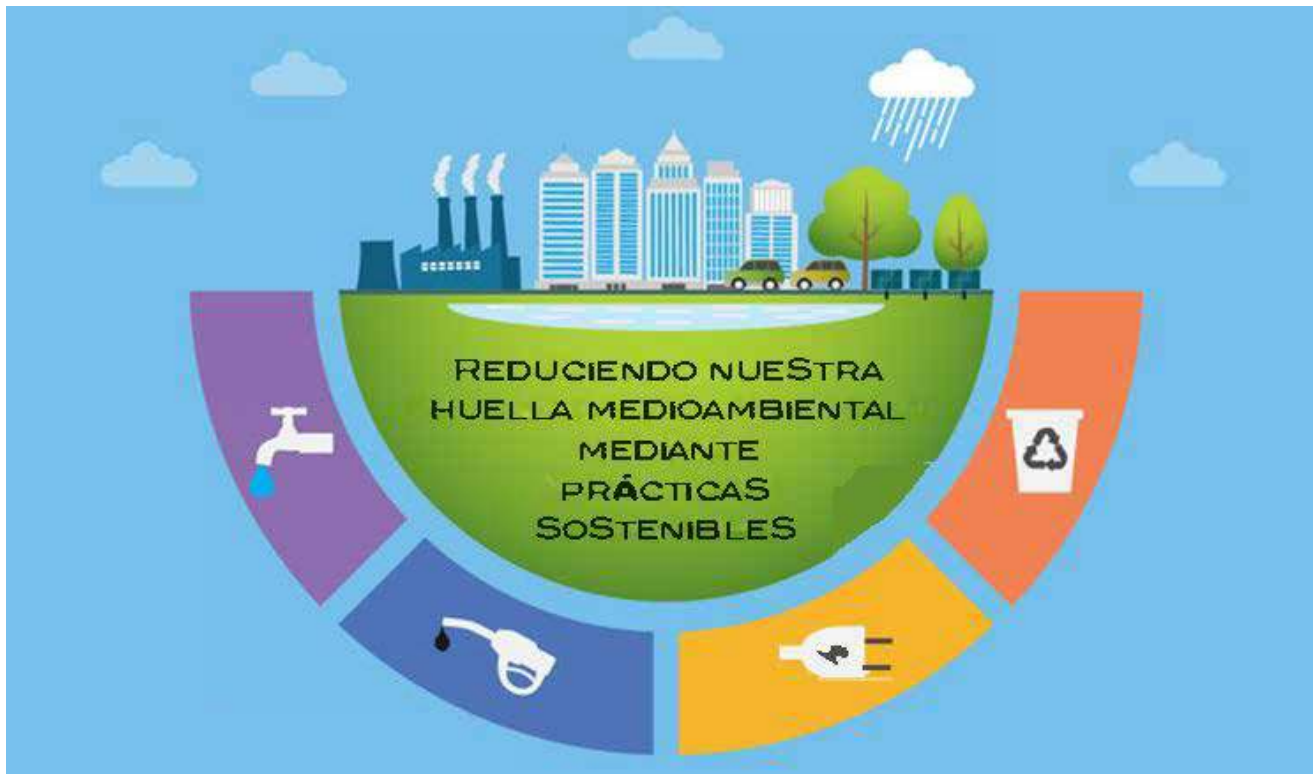 REDUCIENDO NUESTRA
HUELLA MEDIOAMBIENTAL
MEDIANTE
PRÁCTICAS
SOSTENIBLES